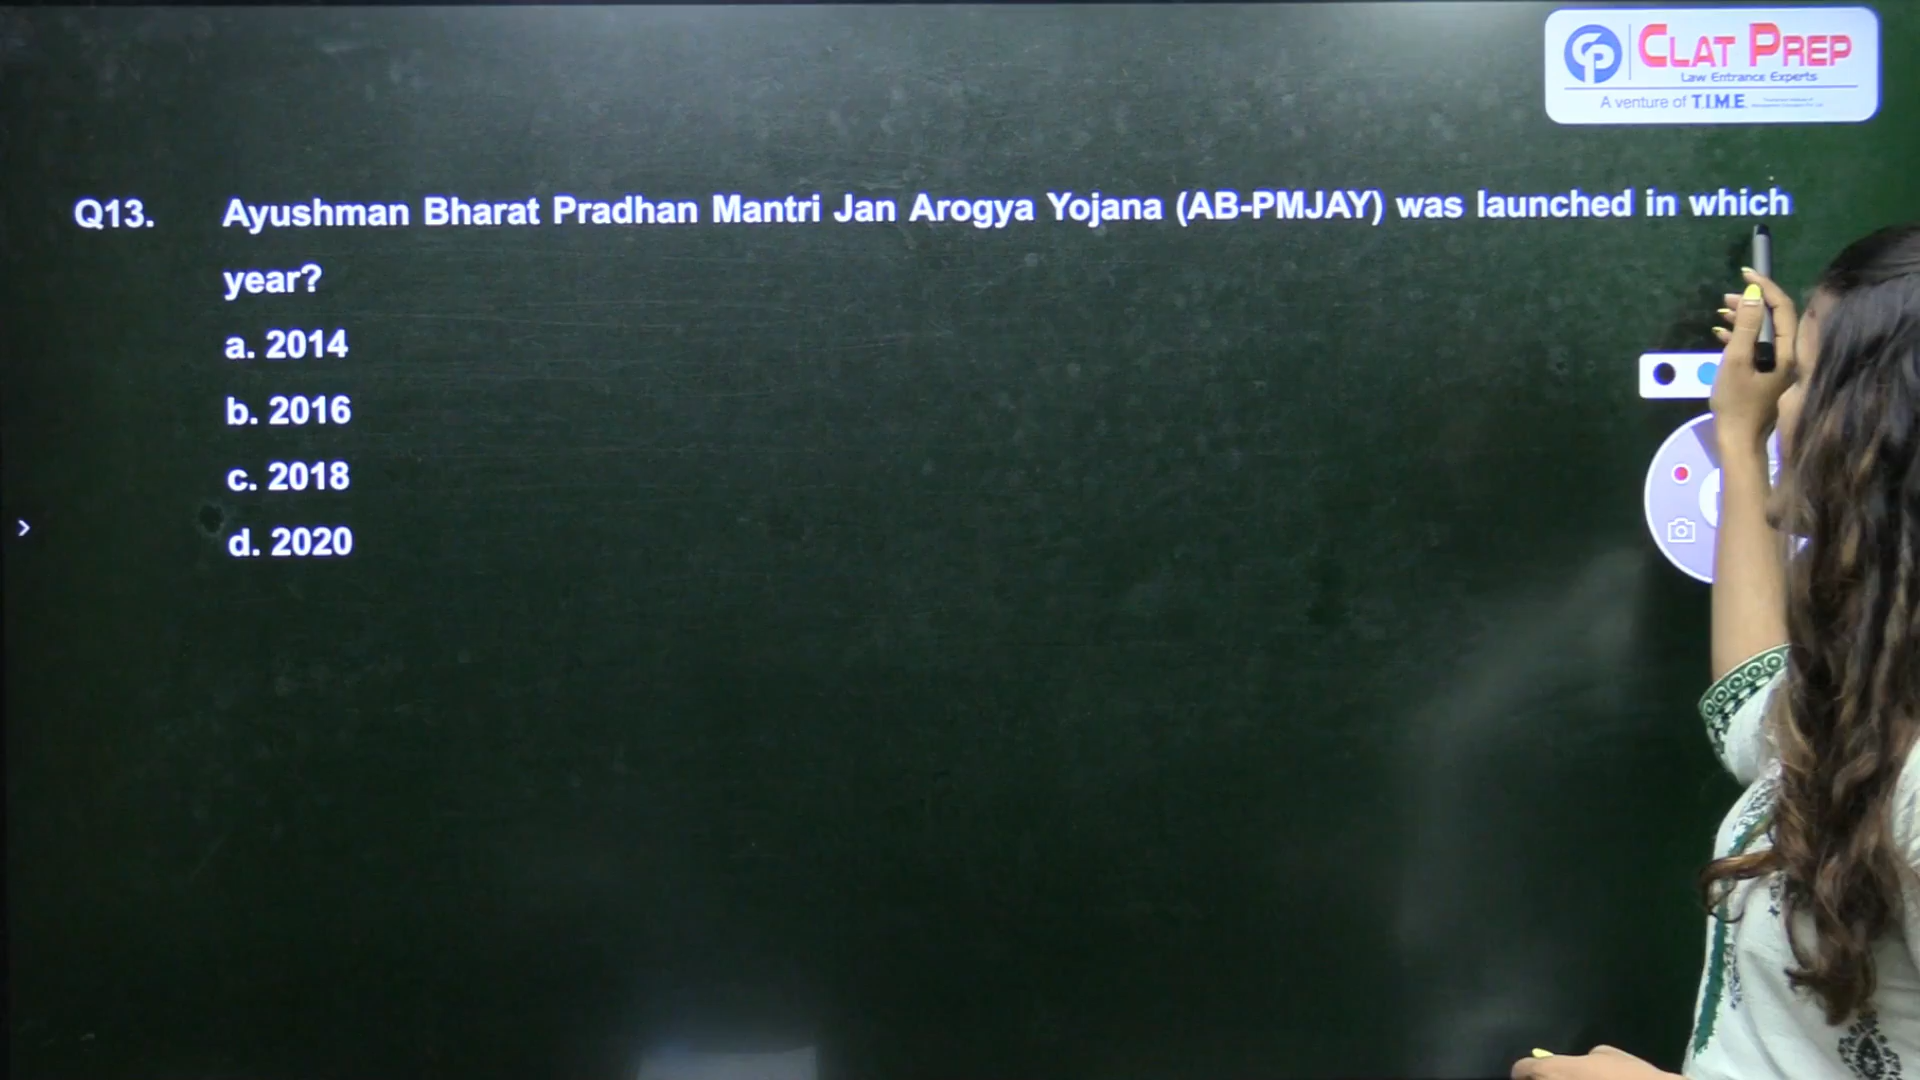 CLAT PREP
Law Entrance Experts
A venture of T.I.M.E.
Q13. Ayushman Bharat Pradhan Mantri Jan Arogya Yojana (AB-PMJAY) was launched in which
year?
a. 2014
b. 2016
c. 2018
d. 2020